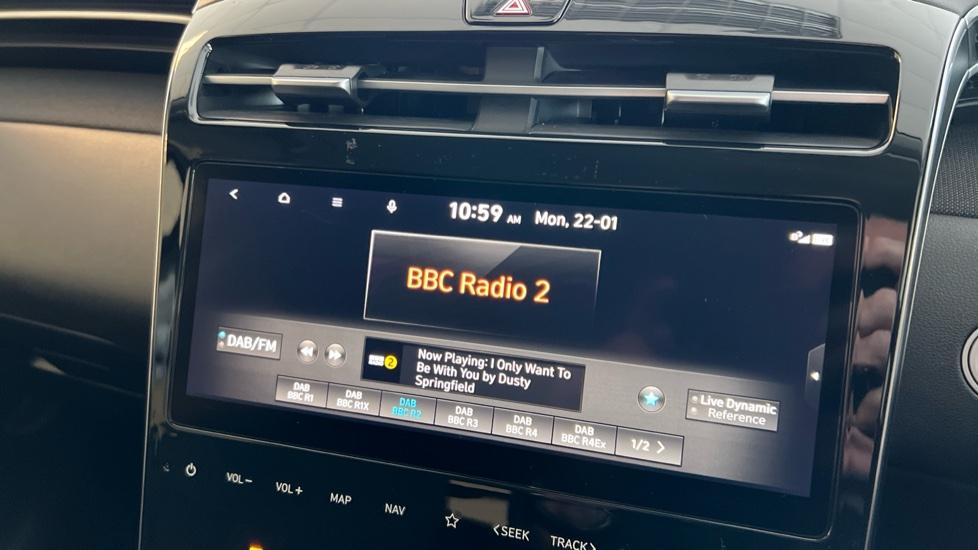 10:59 AM Mon, 22-01
BBC Radio 2
DAB/FM
2
Now Playing: I Only Want To
Be With You by Dusty
Springfield
Live Dynamic
Reference
DAB
BBC R1
DAB
BBC R1X
DAB
BBC R2
DAB
BBC R3
DAB
BBC R4
DAB
BBC R4Ex
1/2 >
VOL− VOL+ MAP NAV <SEEK TRACK>